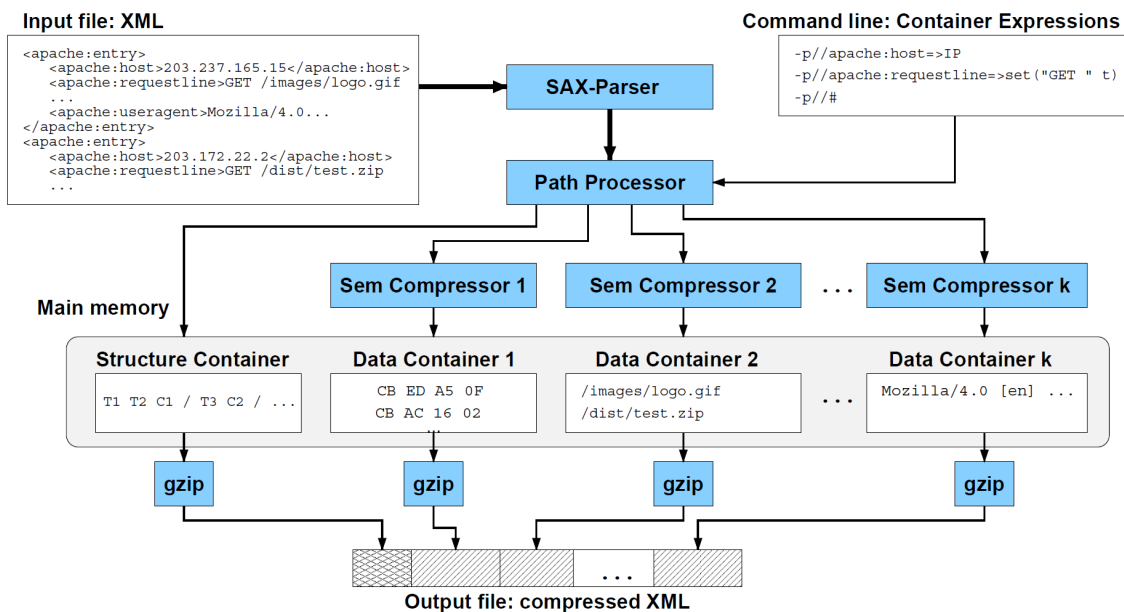 Input file: XML
Command line: Container Expressions
<apache:entry>
<apache:host>203.237.165.15</apache:host>
<apache:requestline>GET /images/logo.gif
...
<apache:useragent>Mozilla/4.0...
</apache:entry>
<apache:entry>
<apache:host>203.172.22.2</apache:host>
<apache:requestline>GET /dist/test.zip
...
-p//apache:host=>IP
-p//apache:requestline=>set("GET " t)
-p//#
SAX-Parser
Path Processor
Sem Compressor 1
Sem Compressor 2
...
Sem Compressor k
Main memory
Structure Container
T1 T2 C1 / T3 C2 / ...
Data Container 1
CB ED A5 0F
CB AC 16 02
...
Data Container 2
/images/logo.gif
/dist/test.zip
...
Data Container k
Mozilla/4.0 [en] ...
gzip
gzip
gzip
gzip
...
Output file: compressed XML